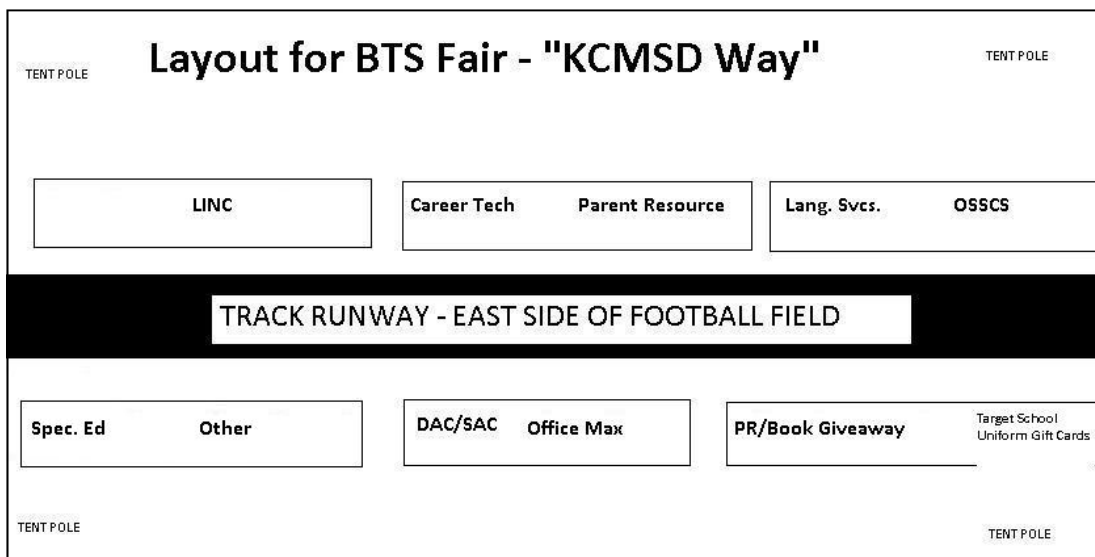 Layout for BTS Fair - "KCMSD Way"
TENT POLE
TENT POLE
LINC
Career Tech Parent Resource
Lang. Svcs. OSSCS
TRACK RUNWAY - EAST SIDE OF FOOTBALL FIELD
Spec. Ed Other
DAC/SAC Office Max
PR/Book Giveaway
Target School
Uniform Gift Cards
TENT POLE
TENT POLE